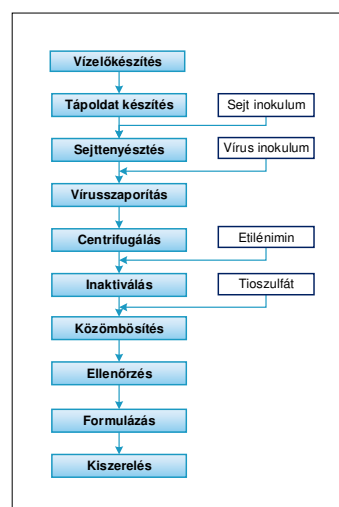 Vízelőkészítés
Tápoldat készítés
Sejt inokulum
Sejttenyésztés
Vírus inokulum
Vírusszaporítás
Centrifugálás
Etilénimin
Inaktiválás
Tioszulfát
Közömbösítés
Ellenőrzés
Formulázás
Kiszerelés